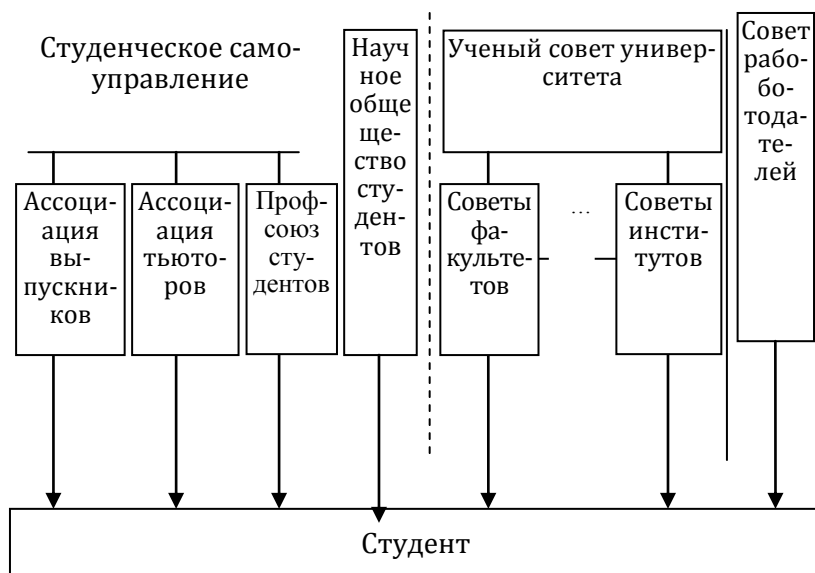 Студенческое само-
управление
Науч
ное
обще
ще-
ество
сту-
ден-
тов
Ученый совет универ-
ситета
Совет
рабо-
бо-
тода-
те-
лей
Ассоци-
ация
вы-
пускни-
ков
Ассоци-
ация
тьюто-
ров
Проф-
союз
сту-
дентов
Советы
фа-
культе-
тов
...
Советы
инсти-
тутов
Студент